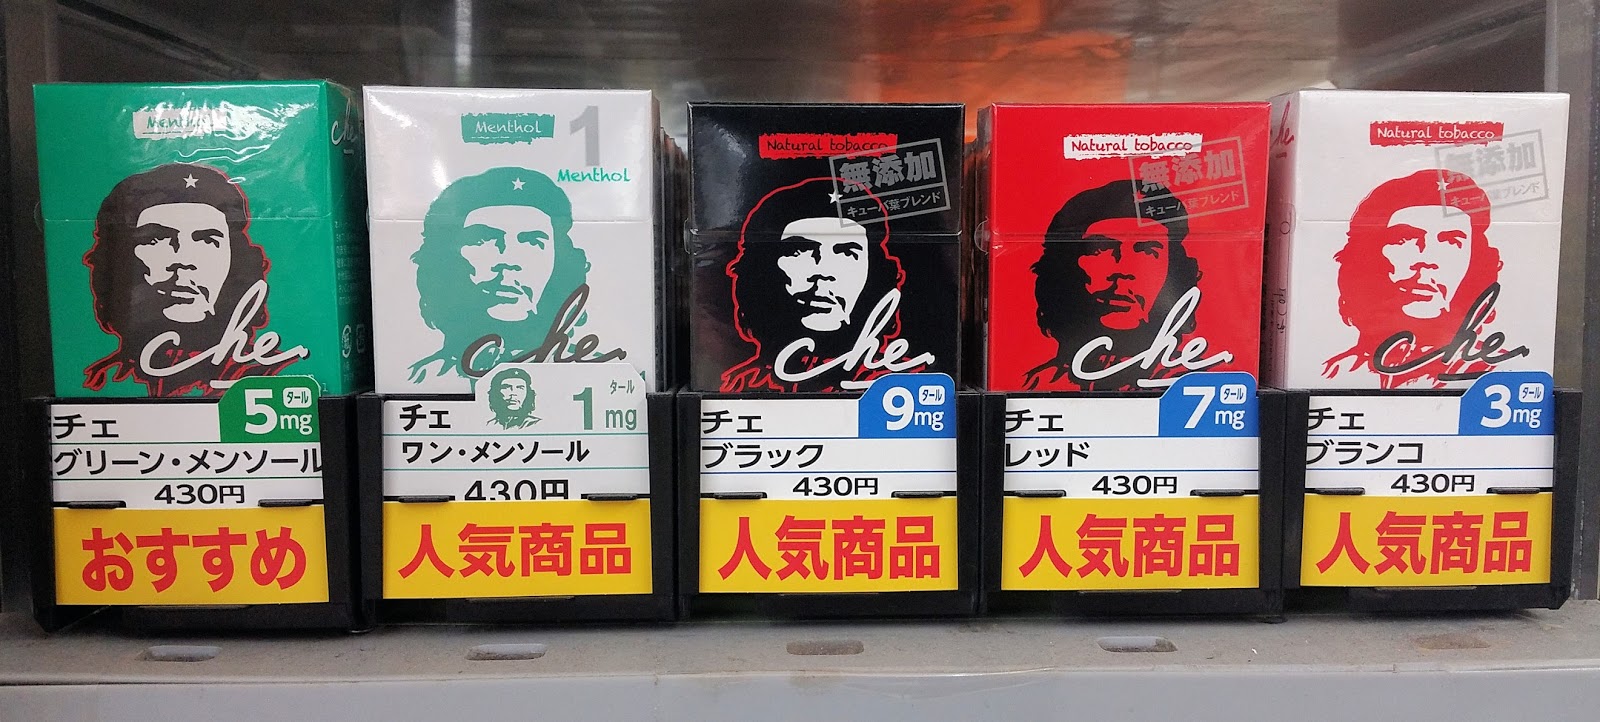 Menthol
che
che
チェ
5mg
タール
グリーン・メンソール
430円
おすすめ
Menthol
1
Menthol
che
チェ
1mg
タール
ワン・メンソール
430円
人気商品
Natural tobacco
無添加
キューバ葉ブレンド
che
チェ
9mg
タール
ブラック
430円
人気商品
Natural tobacco
無添加
キューバ葉ブレンド
che
チェ
7mg
タール
レッド
430円
人気商品
Natural tobacco
無添加
キューバ葉ブレンド
che
チェ
3mg
タール
ブランコ
430円
人気商品